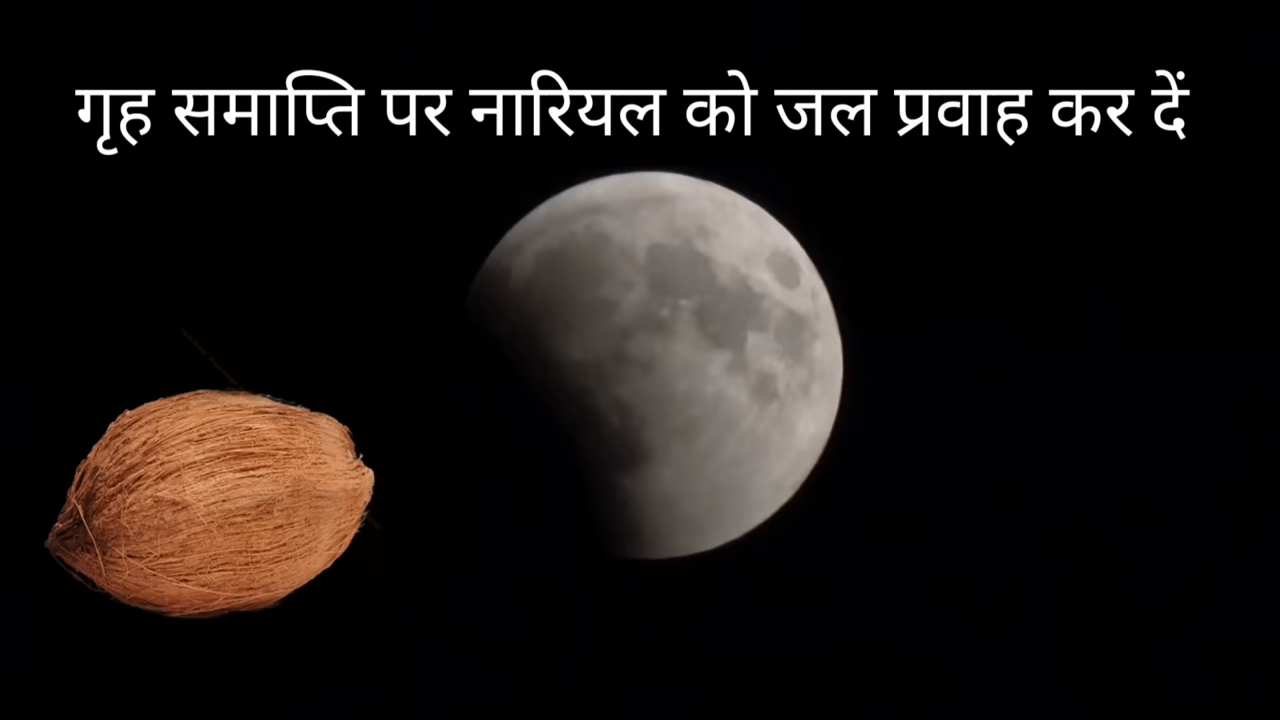 गृह समाप्ति पर नारियल को जल प्रवाह कर दें